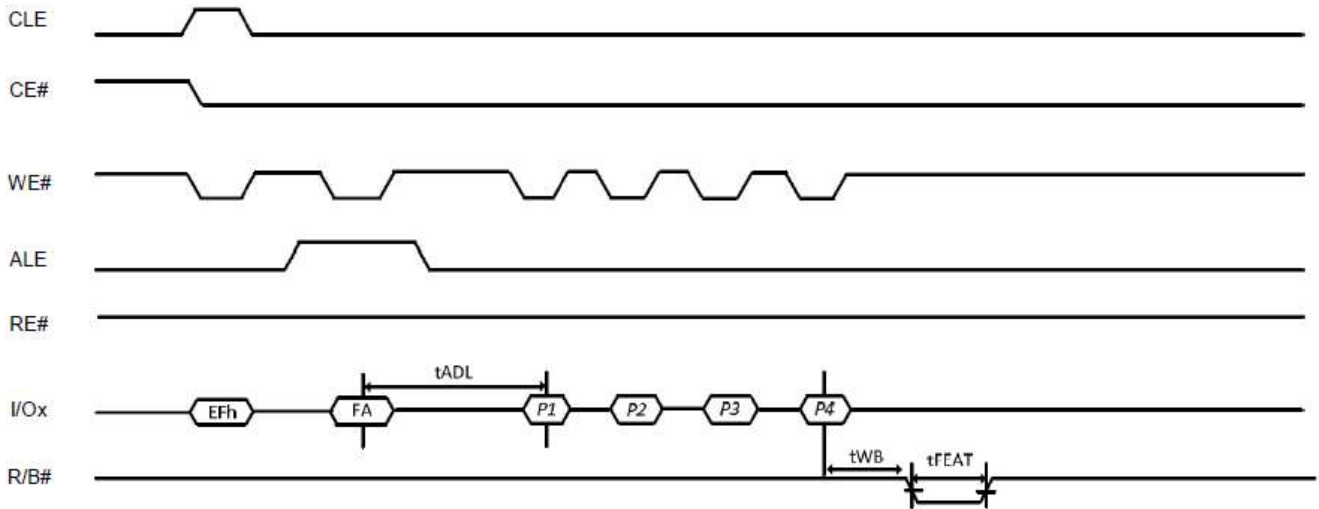 CLE
CE#
WE#
ALE
RE#
tADL
I/Ox EFh FA P1 P2 P3 P4
tWB tFEAT
R/B#